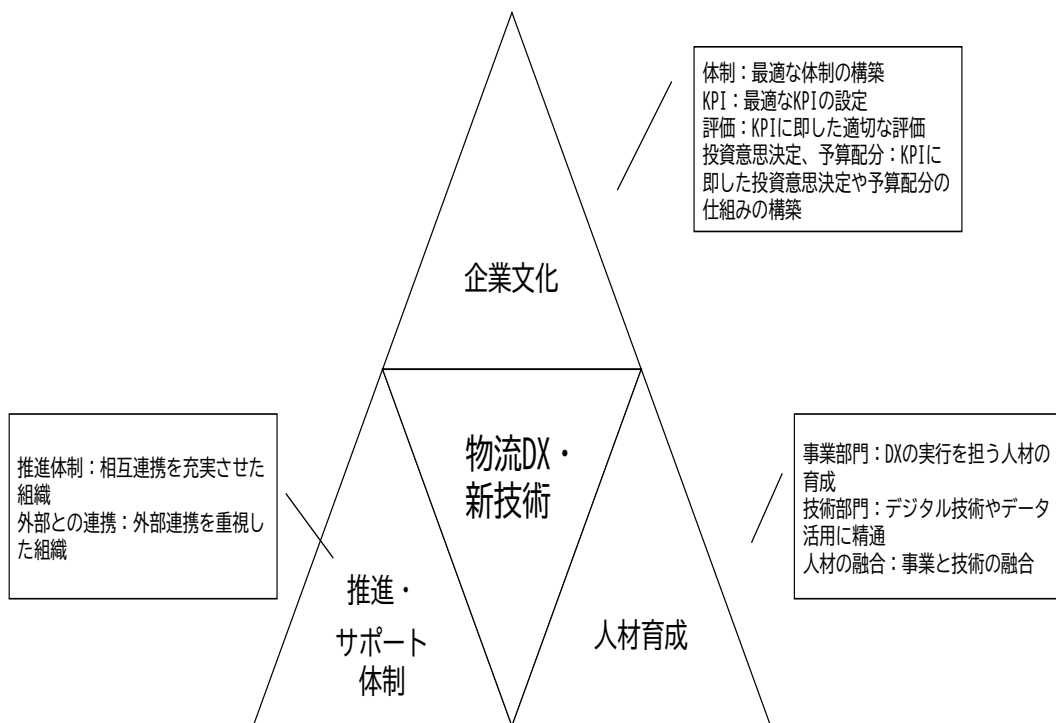 体制：最適な体制の構築
KPI：最適なKPIの設定
評価：KPIに即した適切な評価
投資意思決定、予算配分：KPIに
即した投資意思決定や予算配分の
仕組みの構築
企業文化
物流DX・
新技術
推進体制：相互連携を充実させた
組織
外部との連携：外部連携を重視し
た組織
推進・
サポート
体制
人材育成
事業部門：DXの実行を担う人材の
育成
技術部門：デジタル技術やデータ
活用に精通
人材の融合：事業と技術の融合